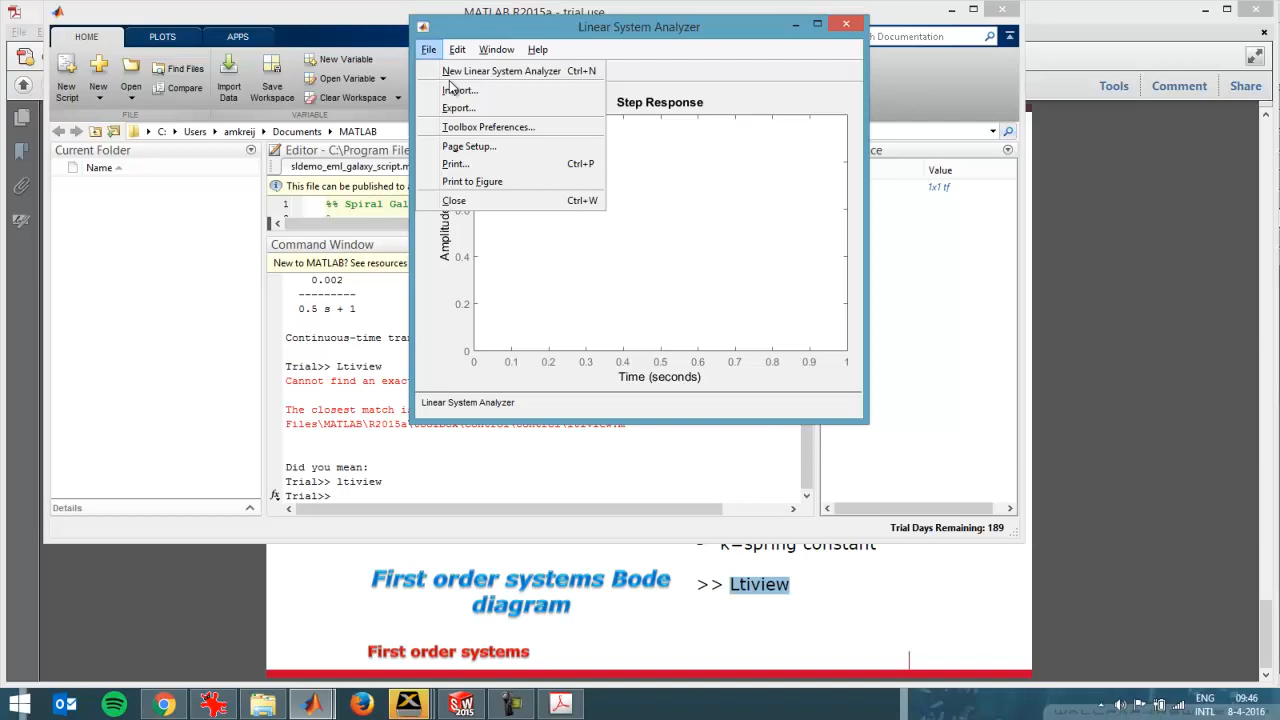 MATLAB R2015a - trial use
Linear System Analyzer
HOME
PLOTS
APPS
Documentation
File
Edit
Window
Help
New Linear System Analyzer Ctrl+N
Export...
Toolbox Preferences...
Page Setup...
Print... Ctrl+P
Print to Figure
Close Ctrl+W
New Script
New
Open
Find Files
Compare
Import Data
Save Workspace
New Variable
Open Variable
Clear Workspace
FILE
VARIABLE
Step Response
Tools
Comment
Share
C: Users amkreij Documents MATLAB
Current Folder
Name
Editor - C:\Program File
sldemo_eml_galaxy_script.m
This file can be published to a
1 %% Spiral Gal
Value
1x1 tf
Command Window
New to MATLAB? See resources
0.002
---------
0.5 s + 1
Continuous-time tra
Trial>> Ltiview
Cannot find an exac
The closest match i
Did you mean:
Trial>> ltiview
Trial>>
fx
Amplitude
0.6
0.4
0.2
0
0 0.1 0.2 0.3 0.4 0.5 0.6 0.7 0.8 0.9 1
Time (seconds)
Linear System Analyzer
Details
Trial Days Remaining: 189
- k=spring constant
First order systems Bode
diagram
>> Ltiview
First order systems
ENG
INTL
09:46
8-4-2016